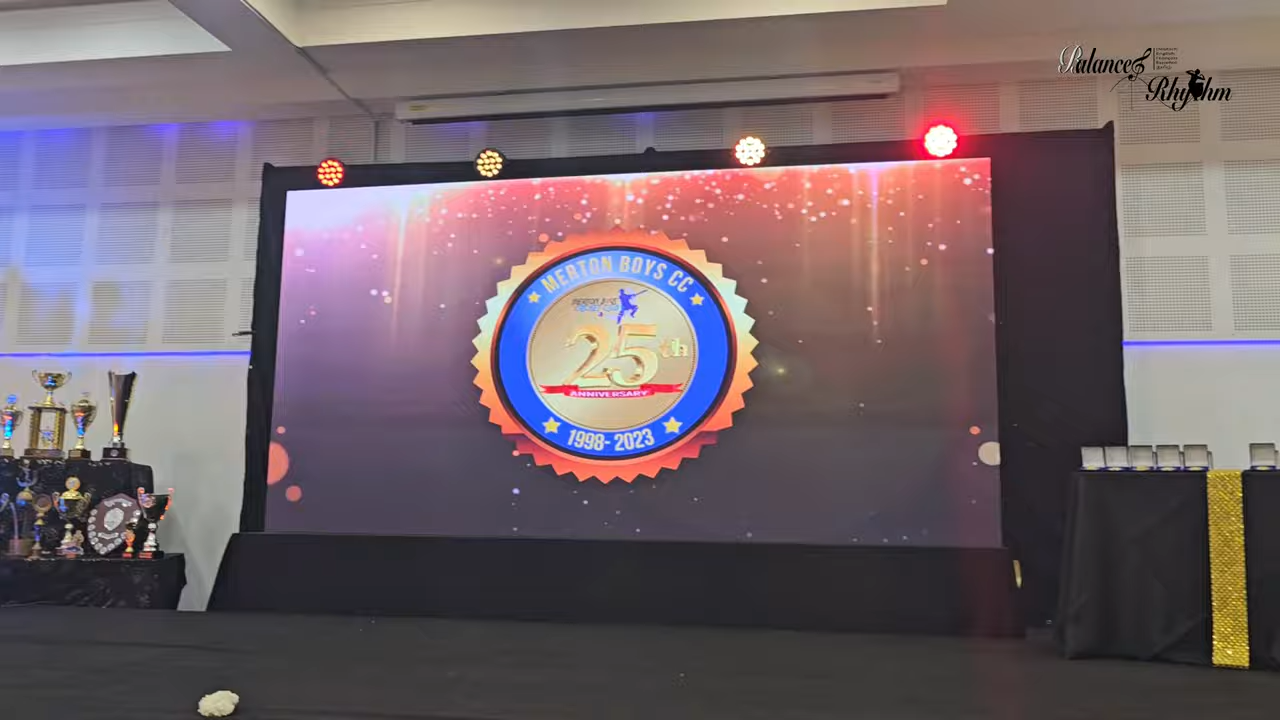 Balance &
Rhythm
MERTON BOYS CC
25th
ANNIVERSARY
1998- 2023